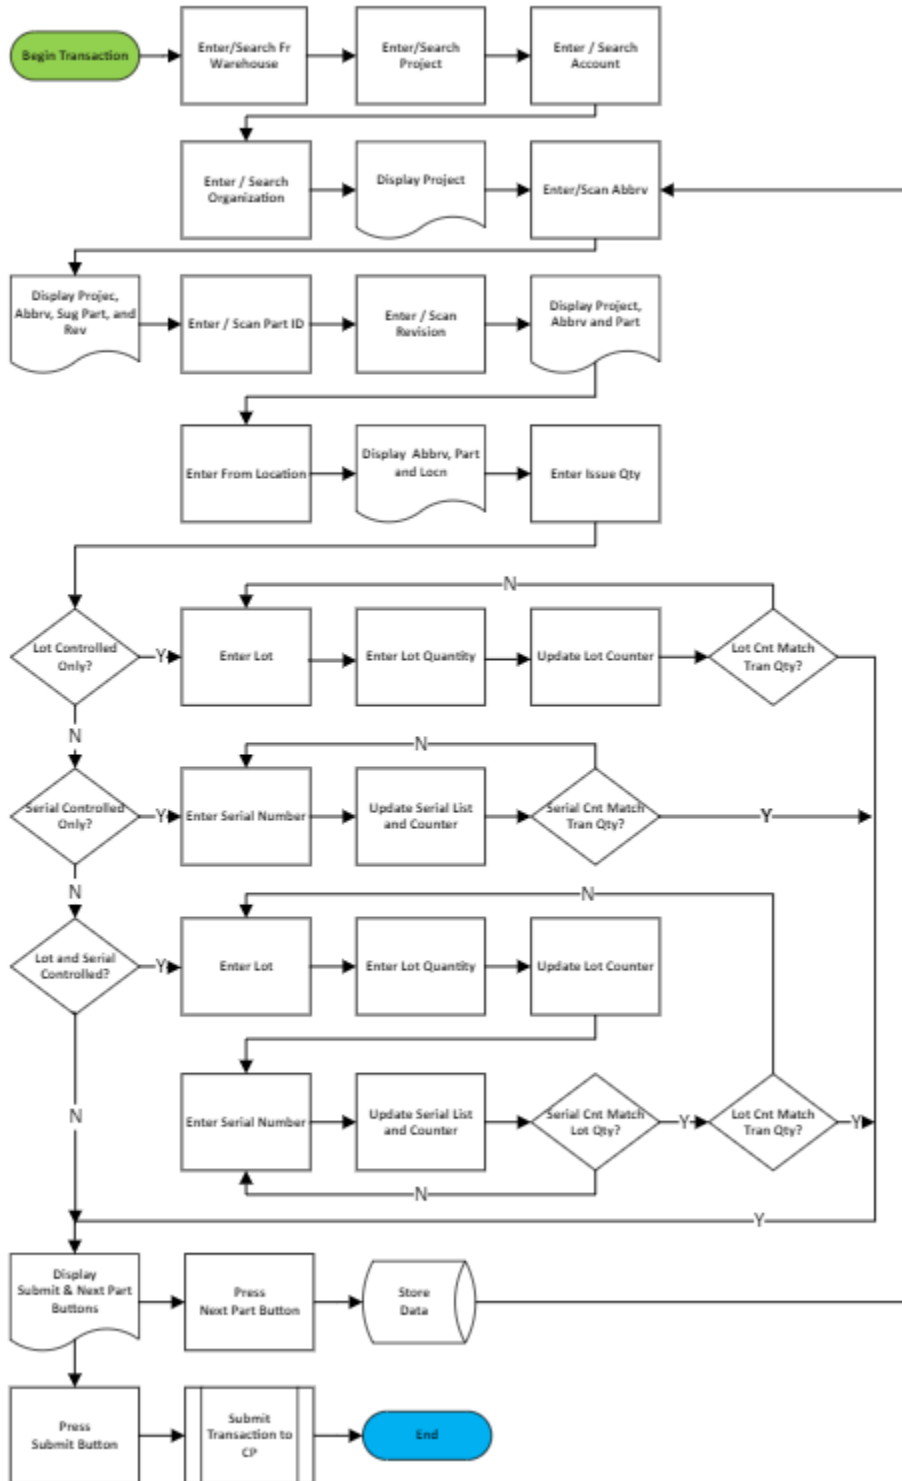 Begin Transaction
Enter/Search Fr
Warehouse
Enter/Search
Project
Enter / Search
Account
Enter / Search
Organization
Display Project
Enter/Scan Abbrv
Display Projec,
Abbrv, Sug Part, and
Rev
Enter / Scan Part ID
Enter / Scan
Revision
Display Project,
Abbrv and Part
Enter From Location
Display Abbrv, Part
and Locn
Enter Issue Qty
N
Lot Controlled
Only?
Y
Enter Lot
Enter Lot Quantity
Update Lot Counter
Lot Cnt Match
Tran Qty?
N
N
Serial Controlled
Only?
Y
Enter Serial Number
Update Serial List
and Counter
Serial Cnt Match
Tran Qty?
Y
N
N
Lot and Serial
Controlled?
Y
Enter Lot
Enter Lot Quantity
Update Lot Counter
N
Enter Serial Number
Update Serial List
and Counter
Serial Cnt Match
Lot Qty?
Y
Lot Cnt Match
Tran Qty?
Y
N
Y
Display
Submit & Next Part
Buttons
Press
Next Part Button
Store
Data
Press
Submit Button
Submit
Transaction to
CP
End